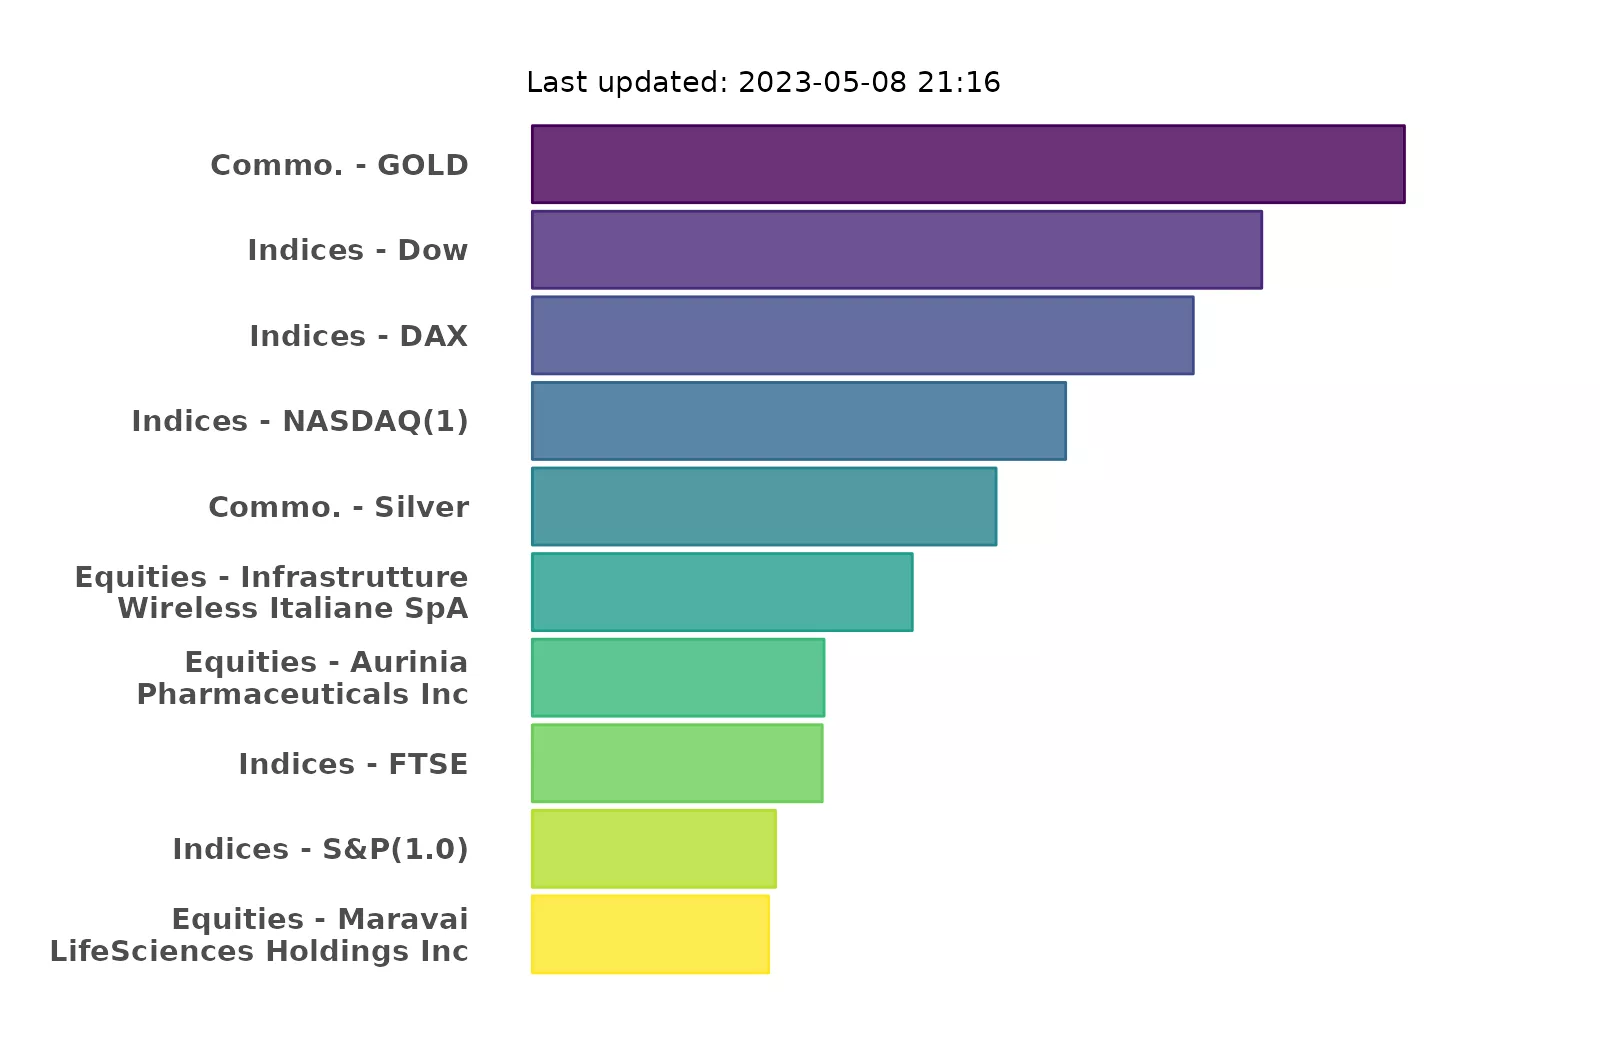 Last updated: 2023-05-08 21:16
Commo. - GOLD
Indices - Dow
Indices - DAX
Indices - NASDAQ(1)
Commo. - Silver
Equities - Infrastrutture
Wireless Italiane SpA
Equities - Aurinia
Pharmaceuticals Inc
Indices - FTSE
Indices - S&P(1.0)
Equities - Maravai
LifeSciences Holdings Inc